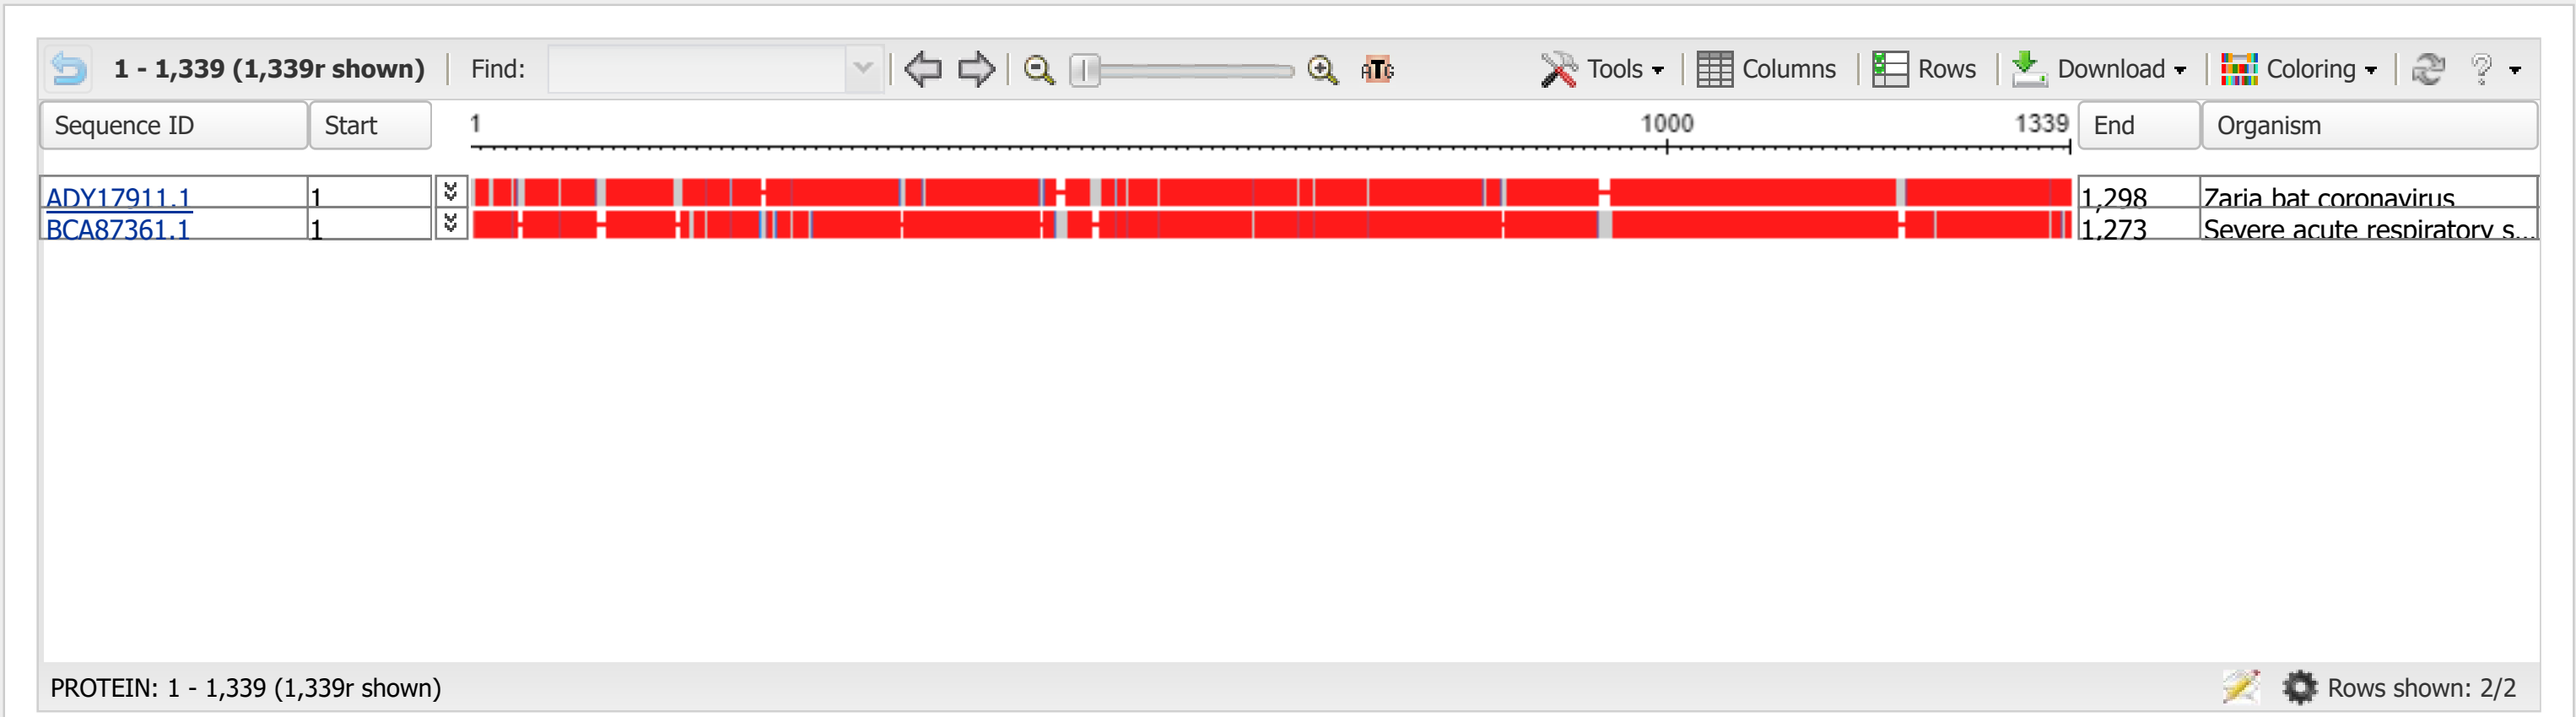 1 - 1,339 (1,339r shown) Find: ATG Tools Columns Rows Download Coloring ?
Sequence ID Start 1 1000 1339 End Organism
ADY17911.1 1 1,298 Zaria bat coronavirus
BCA87361.1 1 1,273 Severe acute respiratory s...
PROTEIN: 1 - 1,339 (1,339r shown) Rows shown: 2/2